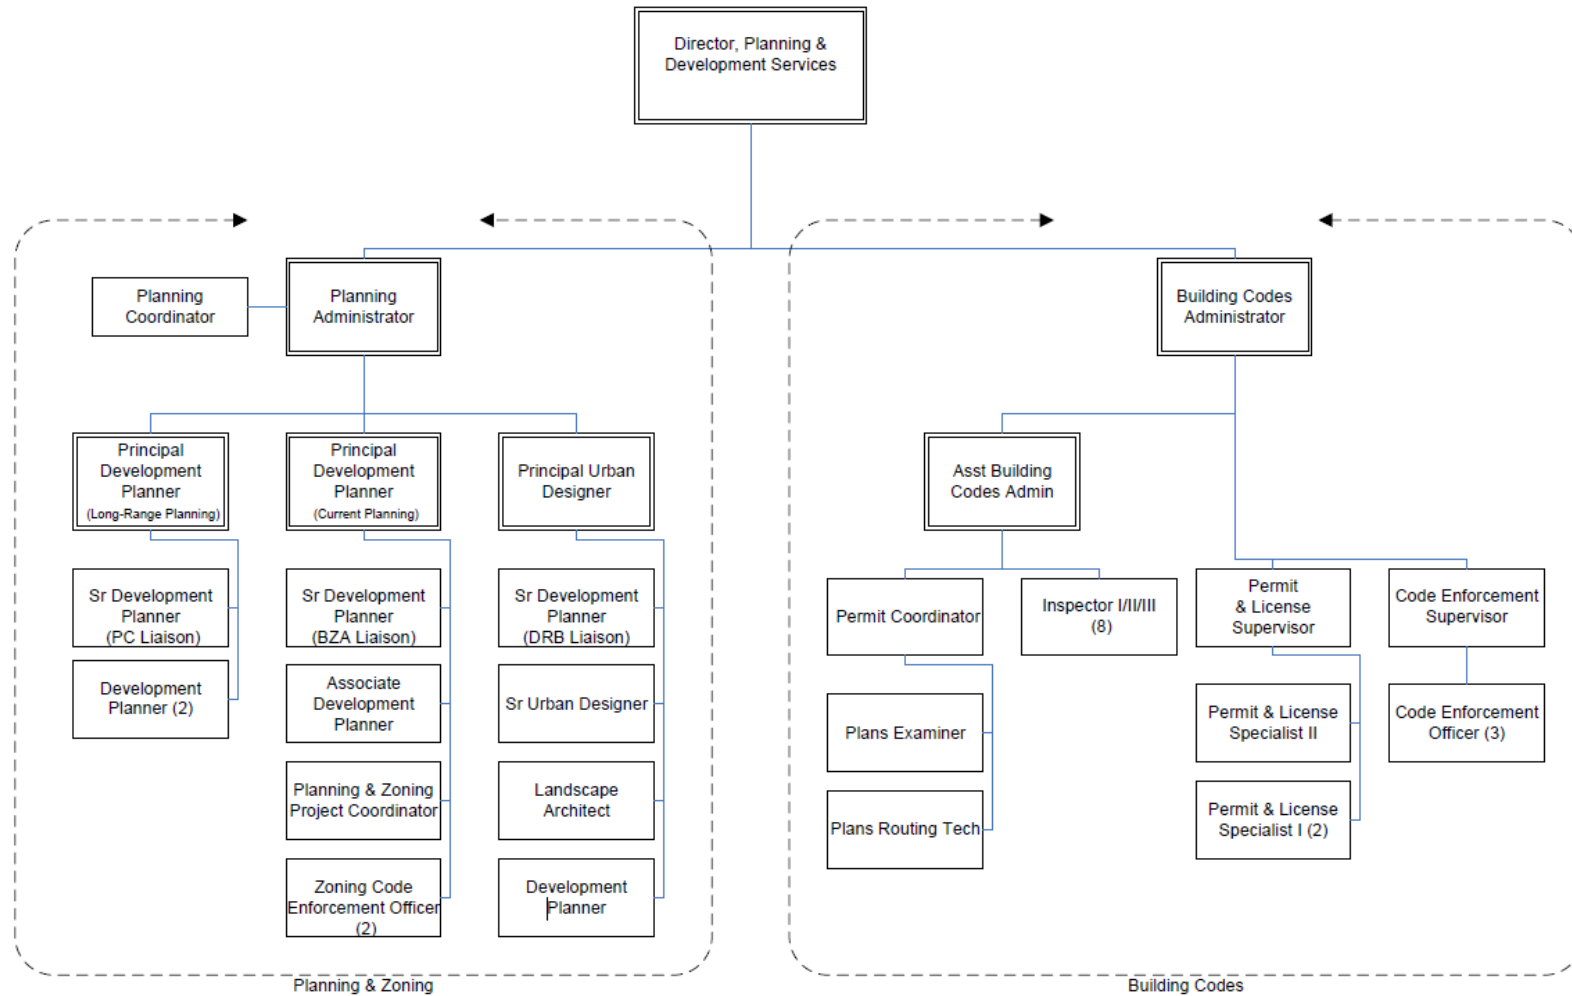 Director, Planning &
Development Services
Planning
Coordinator
Planning
Administrator
Building Codes
Administrator
Principal
Development
Planner
(Long-Range Planning)
Principal
Development
Planner
(Current Planning)
Principal Urban
Designer
Asst Building
Codes Admin
Sr Development
Planner
(PC Liaison)
Development
Planner (2)
Sr Development
Planner
(BZA Liaison)
Associate
Development
Planner
Planning & Zoning
Project Coordinator
Zoning Code
Enforcement Officer
(2)
Sr Development
Planner
(DRB Liaison)
Sr Urban Designer
Landscape
Architect
Development
Planner
Permit Coordinator
Plans Examiner
Plans Routing Tech
Inspector I/II/III
(8)
Permit
& License
Supervisor
Permit & License
Specialist II
Permit & License
Specialist I (2)
Code Enforcement
Supervisor
Code Enforcement
Officer (3)
Planning & Zoning
Building Codes